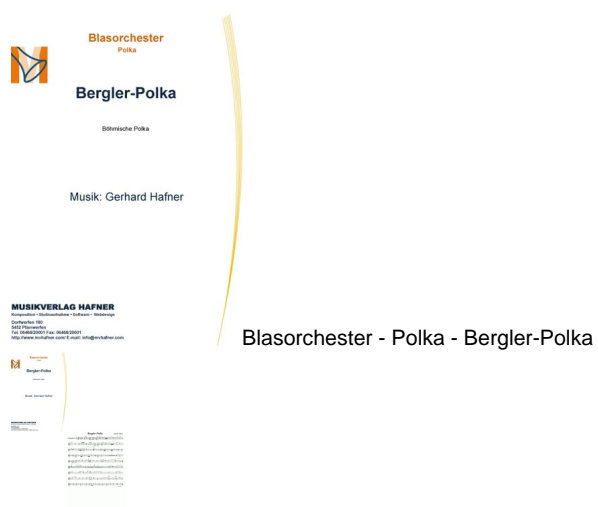 Blasorchester
Polka
Bergler-Polka
Böhmische Polka
Musik: Gerhard Hafner
MUSIKVERLAG HAFNER
Komposition • Studioaufnahme • Software • Webdesign
Dorfwerfen 180
5452 Pfarrwerfen
Tel: 06468/20001 Fax: 06468/20001
http://www.mvhafner.com/ E-mail: info@mvhafner.com
Blasorchester - Polka - Bergler-Polka
Blasorchester
Bergler-Polka
Musik: Gerhard Hafner
MUSIKVERLAG HAFNER
Bergler-Polka